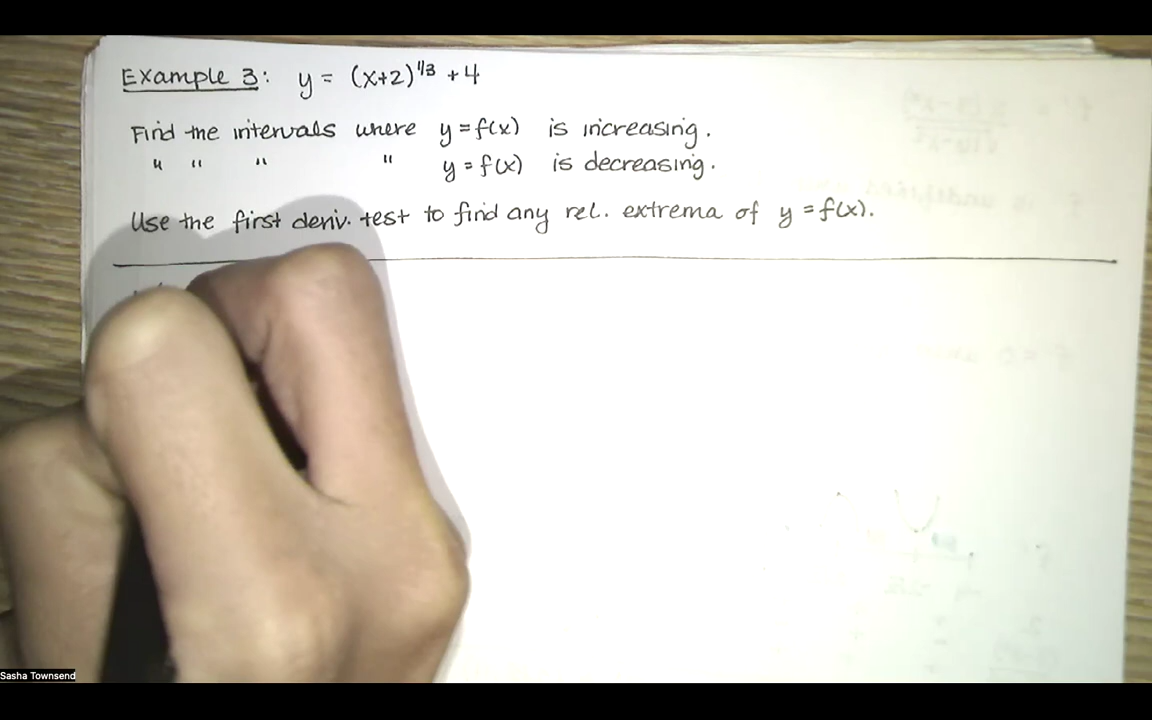 Example 3: y = (x+2)^1/3 + 4
Find the intervals where y = f(x) is increasing.
" " " " y = f(x) is decreasing.
Use the first deriv. test to find any rel. extrema of y = f(x).
Sasha Townsend